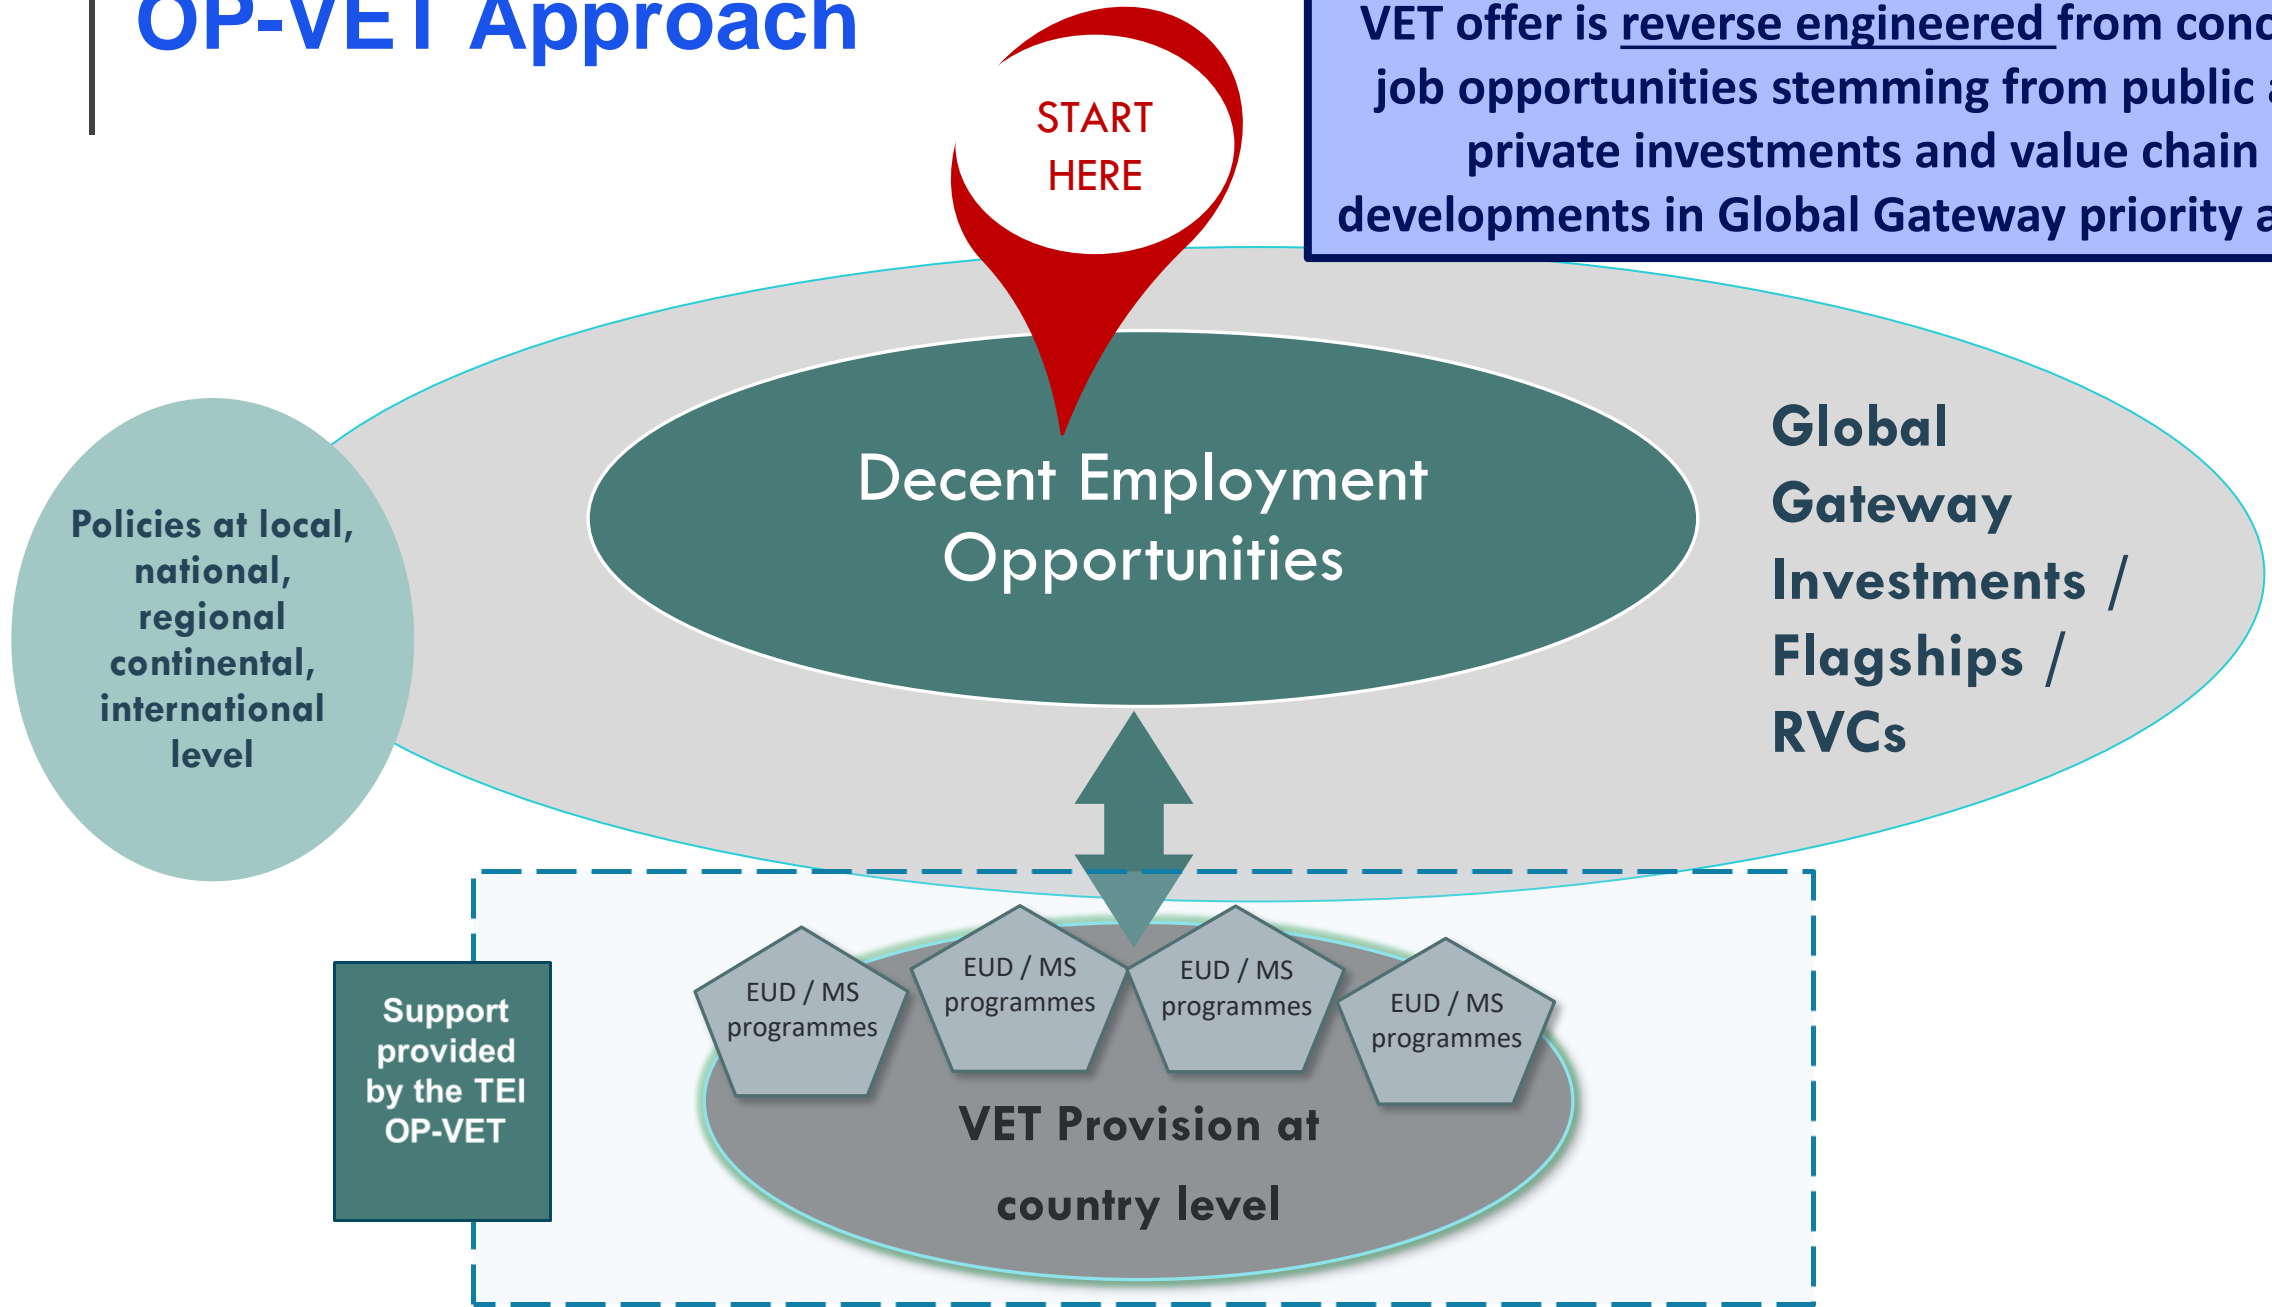 OP-VET Approach
VET offer is reverse engineered from
job opportunities stemming from public
private investments and value chain
developments in Global Gateway priority
START
HERE
Decent Employment
Opportunities
Global
Gateway
Investments /
Flagships /
RVCs
Policies at local,
national,
regional
continental,
international
level
EUD / MS
programmes
EUD / MS
programmes
EUD / MS
programmes
EUD / MS
programmes
Support
provided
by the TEI
OP-VET
VET Provision at
country level